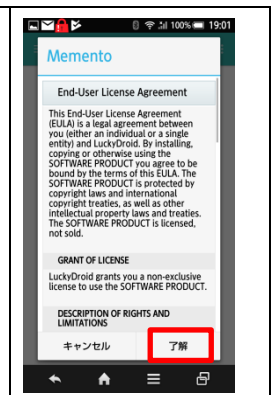 100% 19:01
Memento
End-User License Agreement
This End-User License Agreement
(EULA) is a legal agreement between
you (either an individual or a single
entity) and LuckyDroid. By installing,
copying or otherwise using the
SOFTWARE PRODUCT you agree to be
bound by the terms of this EULA. The
SOFTWARE PRODUCT is protected by
copyright laws and international
copyright treaties, as well as other
intellectual property laws and treaties.
The SOFTWARE PRODUCT is licensed,
not sold.
GRANT OF LICENSE
LuckyDroid grants you a non-exclusive
license to use the SOFTWARE PRODUCT.
DESCRIPTION OF RIGHTS AND
LIMITATIONS
キャンセル 了解